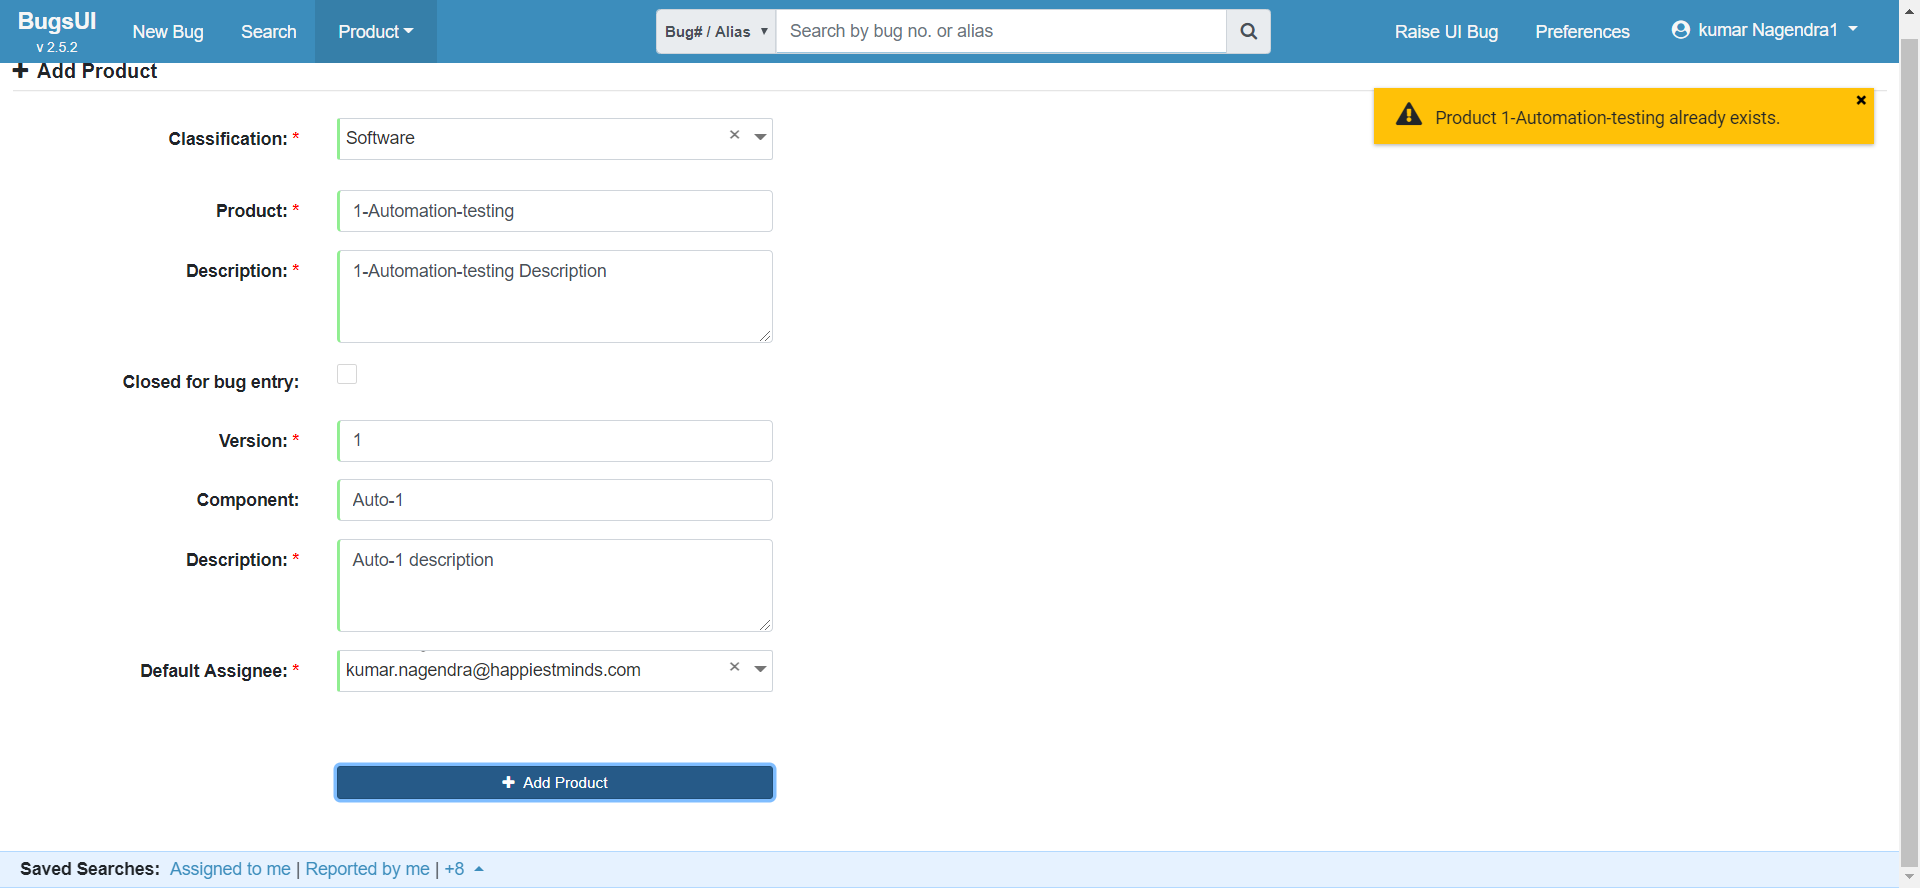 BugsUI
v 2.5.2
New Bug
Search
Product
Bug# / Alias
Search by bug no. or alias
Raise UI Bug
Preferences
kumar Nagendra1
Add Product
Product 1-Automation-testing already exists.
Classification: *
Software
Product: *
1-Automation-testing
Description: *
1-Automation-testing Description
Closed for bug entry:
Version: *
1
Component:
Auto-1
Description: *
Auto-1 description
Default Assignee: *
kumar.nagendra@happiestminds.com
Add Product
Saved Searches: Assigned to me | Reported by me | +8